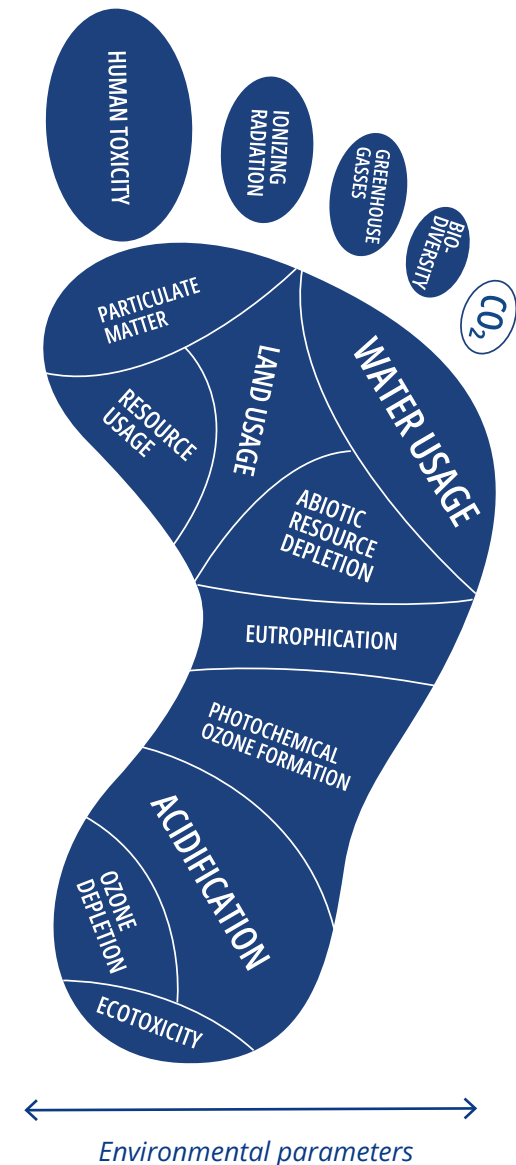 HUMAN TOXICITY
IONIZING
RADIATION
GREENHOUSE
GASSES
BIO-
DIVERSITY
CO₂
PARTICULATE
MATTER
RESOURCE
USAGE
LAND USAGE
WATER USAGE
ABIOTIC
RESOURCE
DEPLETION
EUTROPHICATION
PHOTOCHEMICAL
OZONE FORMATION
ACIDIFICATION
OZONE
DEPLETION
ECOTOXICITY
Environmental parameters